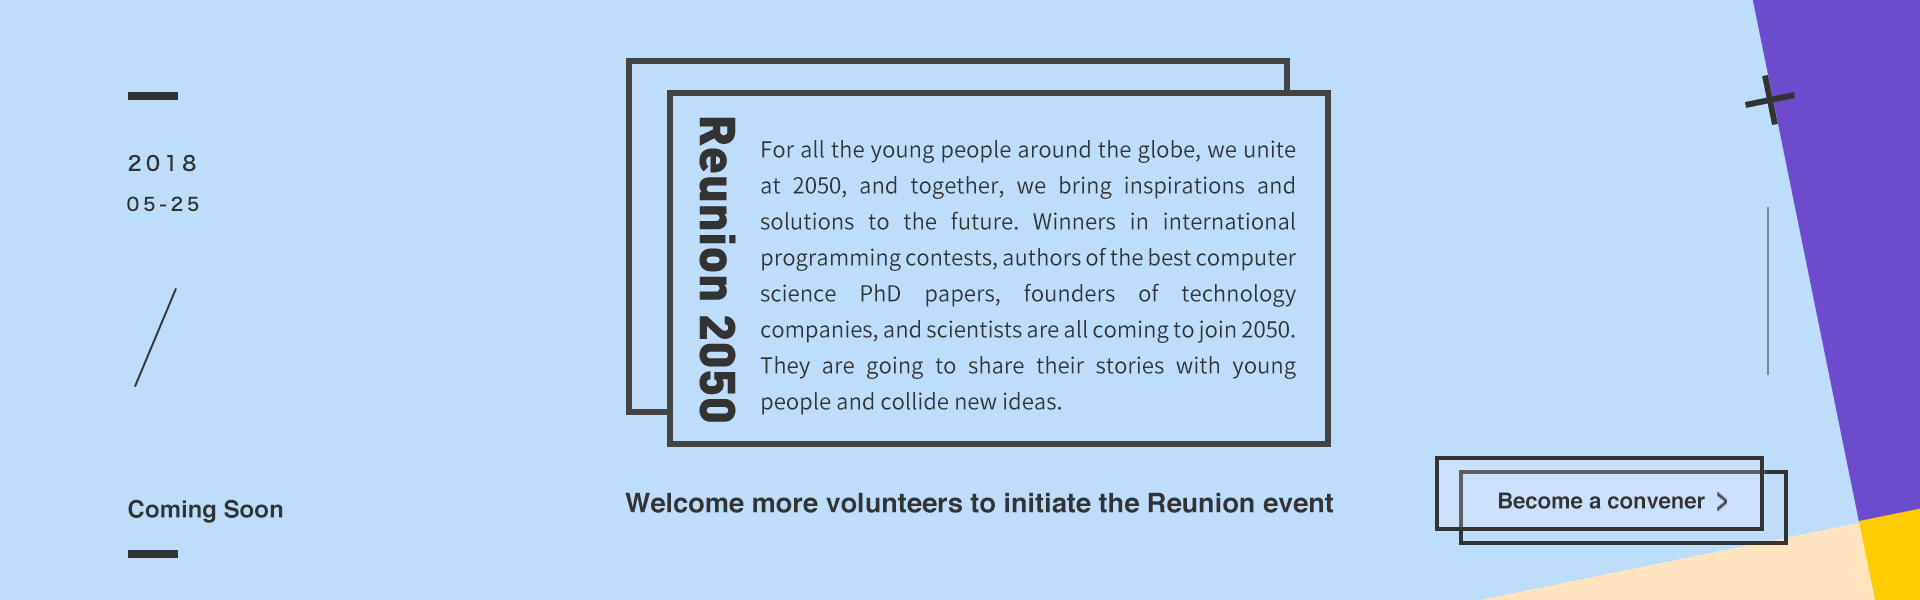 2018
05-25
Coming Soon
Reunion 2050
For all the young people around the globe, we unite
at 2050, and together, we bring inspirations and
solutions to the future. Winners in international
programming contests, authors of the best computer
science PhD papers, founders of technology
companies, and scientists are all coming to join 2050.
They are going to share their stories with young
people and collide new ideas.
Welcome more volunteers to initiate the Reunion event
Become a convener >